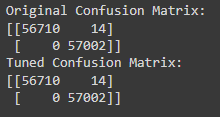 Original Confusion Matrix:
[[56710    14]
 [    0 57002]]
Tuned Confusion Matrix:
[[56710    14]
 [    0 57002]]